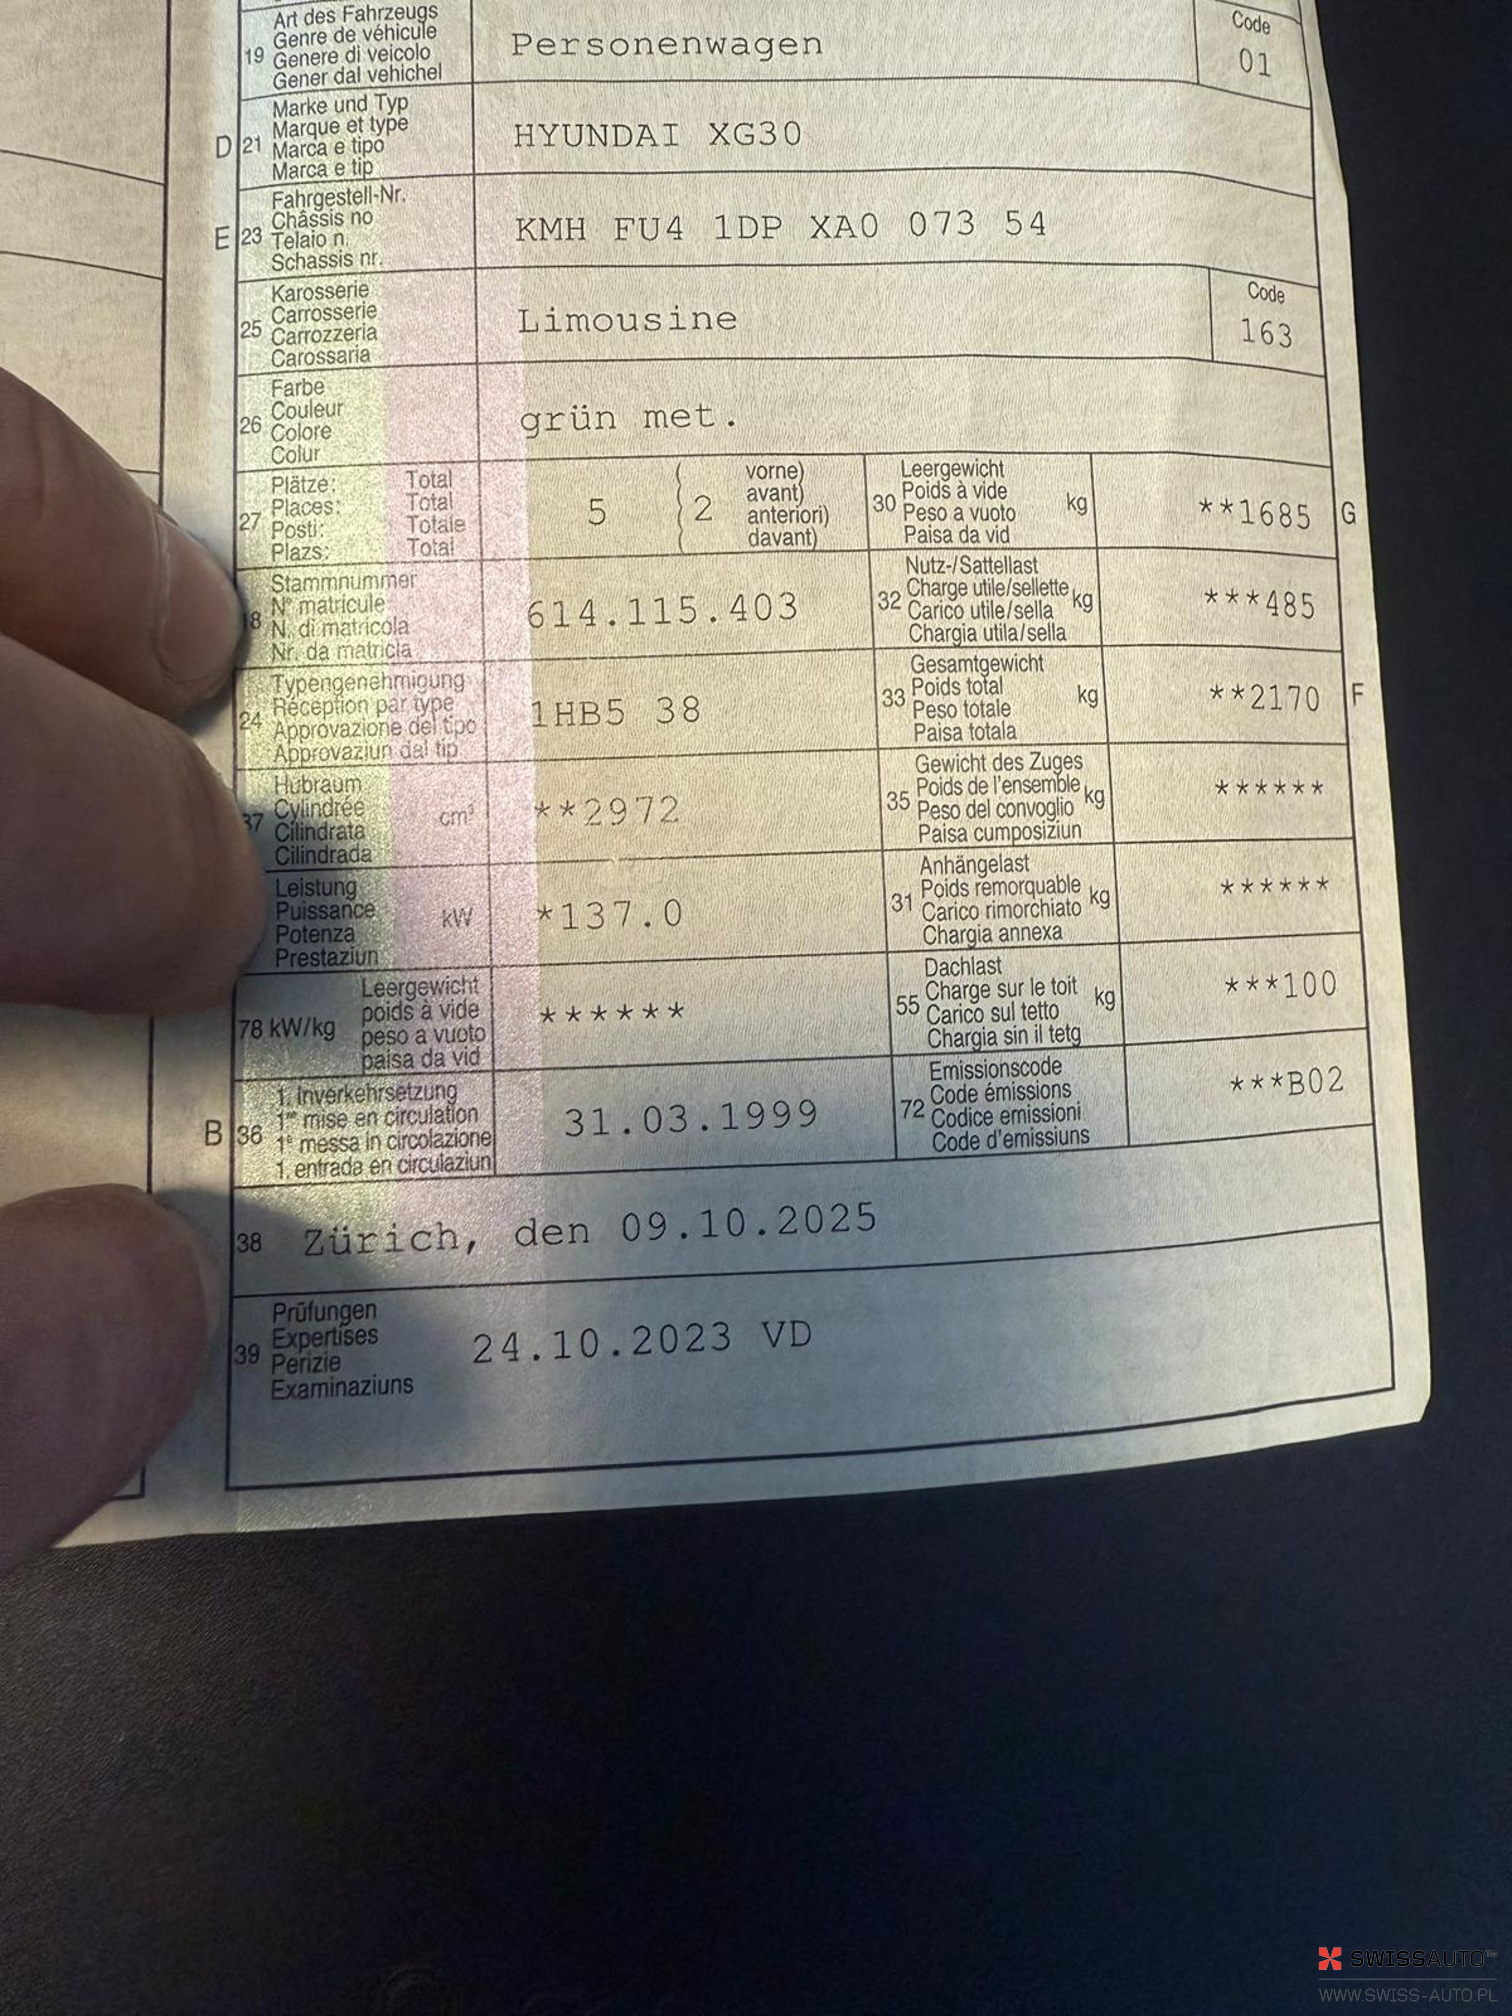 Art des Fahrzeugs
Genre de véhicule
19 Genere di veicolo
Gener dal vehichel
Personenwagen
Code
01
Marke und Typ
Marque et type
D 21 Marca e tipo
Marca e tip
HYUNDAI XG30
Fahrgestell-Nr.
Châssis no
E 23 Telaio n.
Schassis nr.
KMH FU4 1DP XA0 073 54
Karosserie
Carrosserie
25 Carrozzeria
Carossaria
Limousine
Code
163
Farbe
Couleur
26 Colore
Colur
grün met.
Plätze: Total
Places: Total
27 Posti: Totale
Plazs: Total
5 ( 2
vorne)
avant)
anteriori)
davant)
Leergewicht
30 Poids à vide kg
Peso a vuoto
Paisa da vid
**1685 G
Stammnummer
N° matricule
18 N. di matricola
Nr. da matricla
614.115.403
Nutz-/Sattellast
32 Charge utile/sellette kg
Carico utile/sella
Chargia utila/sella
***485
Typengenehmigung
Réception par type
24 Approvazione del tipo
Approvaziun dal tip
1HB5 38
Gesamtgewicht
33 Poids total kg
Peso totale
Paisa totala
**2170 F
Hubraum
37 Cylindrée cm³
Cilindrata
Cilindrada
**2972
Gewicht des Zuges
35 Poids de l'ensemble kg
Peso del convoglio
Paisa cumposiziun
******
Leistung
Puissance kW
Potenza
Prestaziun
*137.0
Anhängelast
31 Poids remorquable kg
Carico rimorchiato
Chargia annexa
******
Leergewicht
78 kW/kg poids à vide
peso a vuoto
paisa da vid
******
Dachlast
55 Charge sur le toit kg
Carico sul tetto
Chargia sin il tetg
***100
1. Inverkehrsetzung
B 36 1re mise en circulation
1a messa in circolazione
1. entrada en circulaziun
31.03.1999
Emissionscode
72 Code émissions
Codice emissioni
Code d'emissiuns
***B02
38 Zürich, den 09.10.2025
Prüfungen
39 Expertises
Perizie
Examinaziuns
24.10.2023 VD
SWISSAUTO™
WWW.SWISS-AUTO.PL